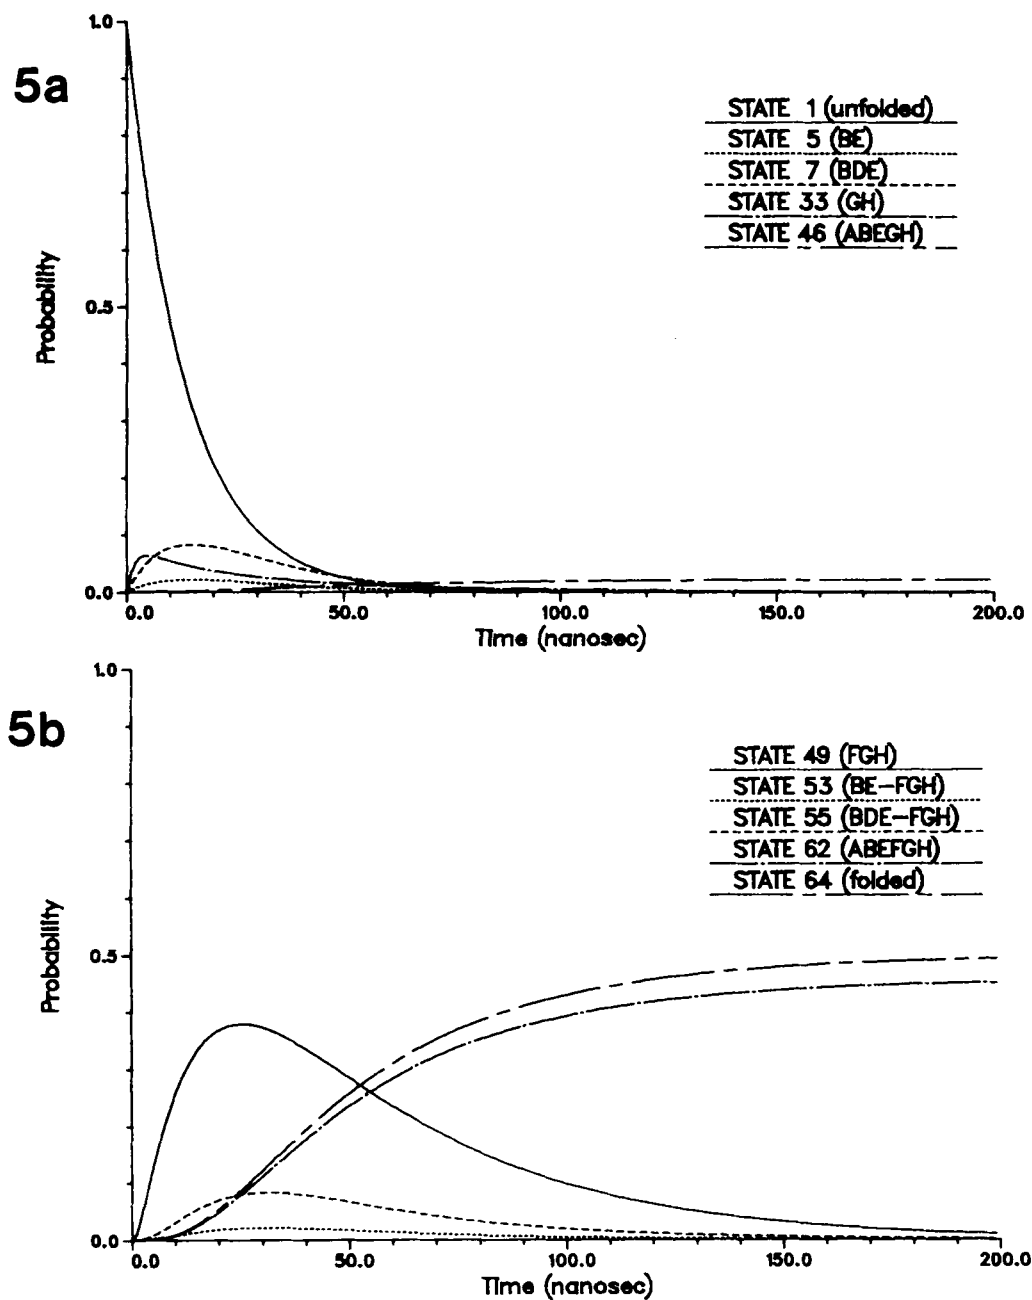 5a
1.0
0.5
0.0
Probability
STATE 1 (unfolded)
STATE 5 (BE)
STATE 7 (BDE)
STATE 33 (GH)
STATE 46 (ABEGH)
0.0 50.0 100.0 150.0 200.0
Time (nanosec)
5b
1.0
0.5
0.0
Probability
STATE 49 (FGH)
STATE 53 (BE-FGH)
STATE 55 (BDE-FGH)
STATE 62 (ABEFGH)
STATE 64 (folded)
0.0 50.0 100.0 150.0 200.0
Time (nanosec)